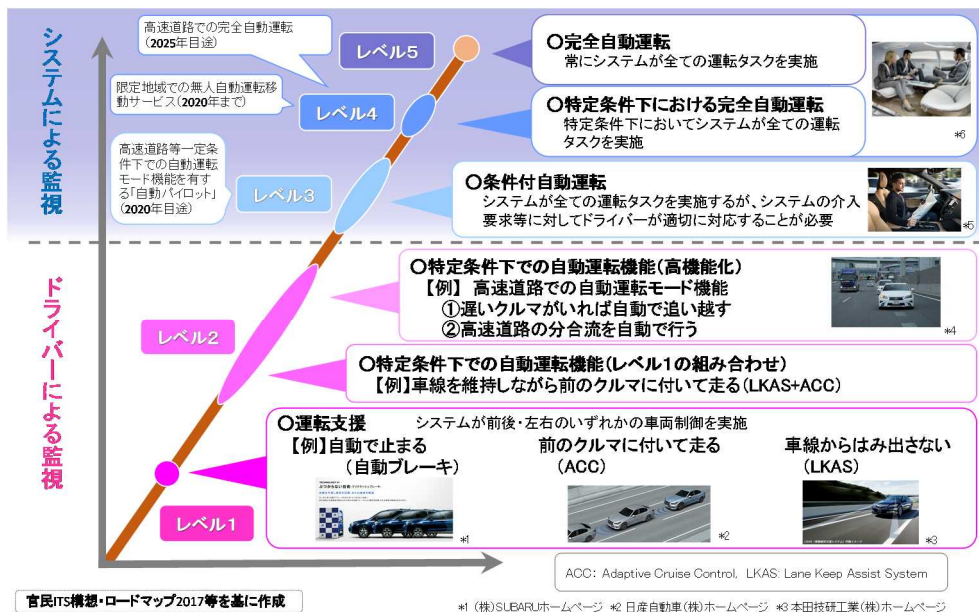 システムによる監視
ドライバーによる監視
高速道路での完全自動運転
(2025年目途)
レベル5
〇完全自動運転
常にシステムが全ての運転タスクを実施
限定地域での無人自動運転移
動サービス(2020年まで)
レベル4
〇特定条件下における完全自動運転
特定条件下においてシステムが全ての運転
タスクを実施
*6
高速道路等一定条
件下での自動運転
モード機能を有す
る「自動パイロット」
(2020年目途)
レベル3
〇条件付自動運転
システムが全ての運転タスクを実施するが、システムの介入
要求等に対してドライバーが適切に対応することが必要
*5
レベル2
〇特定条件下での自動運転機能(高機能化)
【例】 高速道路での自動運転モード機能
①遅いクルマがいれば自動で追い越す
②高速道路の分合流を自動で行う
*4
〇特定条件下での自動運転機能(レベル1の組み合わせ)
【例】車線を維持しながら前のクルマに付いて走る(LKAS+ACC)
レベル1
〇運転支援 システムが前後・左右のいずれかの車両制御を実施
【例】自動で止まる
(自動ブレーキ)
*1
前のクルマに付いて走る
(ACC)
*2
車線からはみ出さない
(LKAS)
*3
ACC: Adaptive Cruise Control, LKAS: Lane Keep Assist System
官民ITS構想・ロードマップ2017等を基に作成
*1 (株)SUBARUホームページ *2 日産自動車(株)ホームページ *3 本田技研工業(株)ホームページ